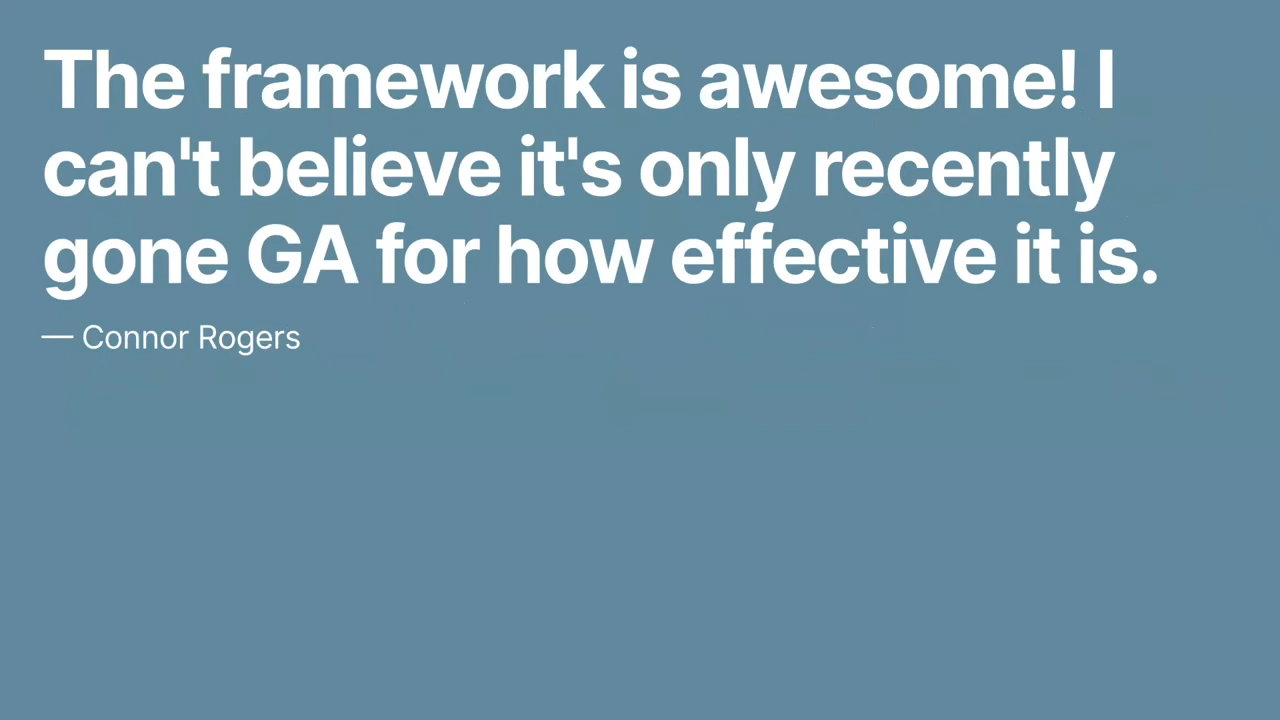 The framework is awesome! I
can't believe it's only recently
gone GA for how effective it is.
— Connor Rogers